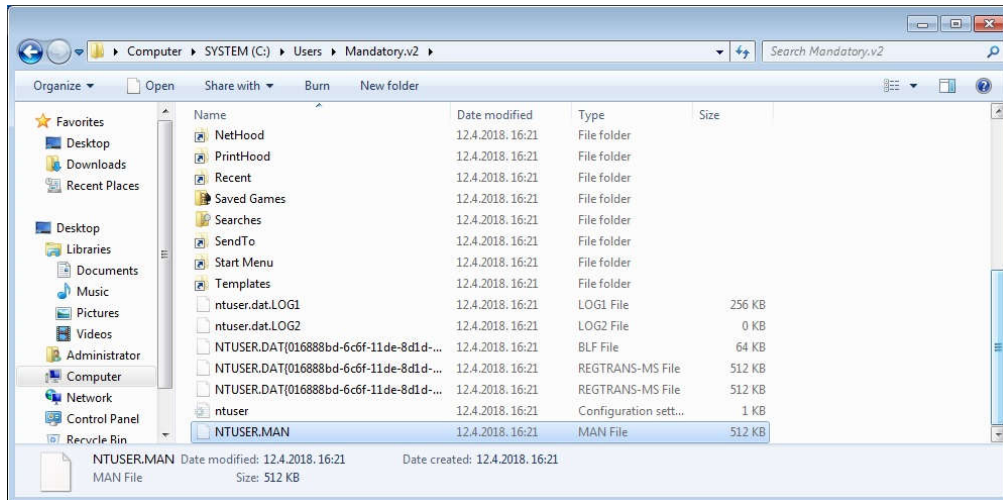 Computer ▸ SYSTEM (C:) ▸ Users ▸ Mandatory.v2 ▸
Search Mandatory.v2
Organize Open Share with Burn New folder
Favorites
Desktop
Downloads
Recent Places
Desktop
Libraries
Documents
Music
Pictures
Videos
Administrator
Computer
Network
Control Panel
Recycle Bin
Name Date modified Type Size
NetHood 12.4.2018. 16:21 File folder
PrintHood 12.4.2018. 16:21 File folder
Recent 12.4.2018. 16:21 File folder
Saved Games 12.4.2018. 16:21 File folder
Searches 12.4.2018. 16:21 File folder
SendTo 12.4.2018. 16:21 File folder
Start Menu 12.4.2018. 16:21 File folder
Templates 12.4.2018. 16:21 File folder
ntuser.dat.LOG1 12.4.2018. 16:21 LOG1 File 256 KB
ntuser.dat.LOG2 12.4.2018. 16:21 LOG2 File 0 KB
NTUSER.DAT{016888bd-6c6f-11de-8d1d-... 12.4.2018. 16:21 BLF File 64 KB
NTUSER.DAT{016888bd-6c6f-11de-8d1d-... 12.4.2018. 16:21 REGTRANS-MS File 512 KB
NTUSER.DAT{016888bd-6c6f-11de-8d1d-... 12.4.2018. 16:21 REGTRANS-MS File 512 KB
ntuser 12.4.2018. 16:21 Configuration sett... 1 KB
NTUSER.MAN 12.4.2018. 16:21 MAN File 512 KB
NTUSER.MAN Date modified: 12.4.2018. 16:21 Date created: 12.4.2018. 16:21
MAN File Size: 512 KB